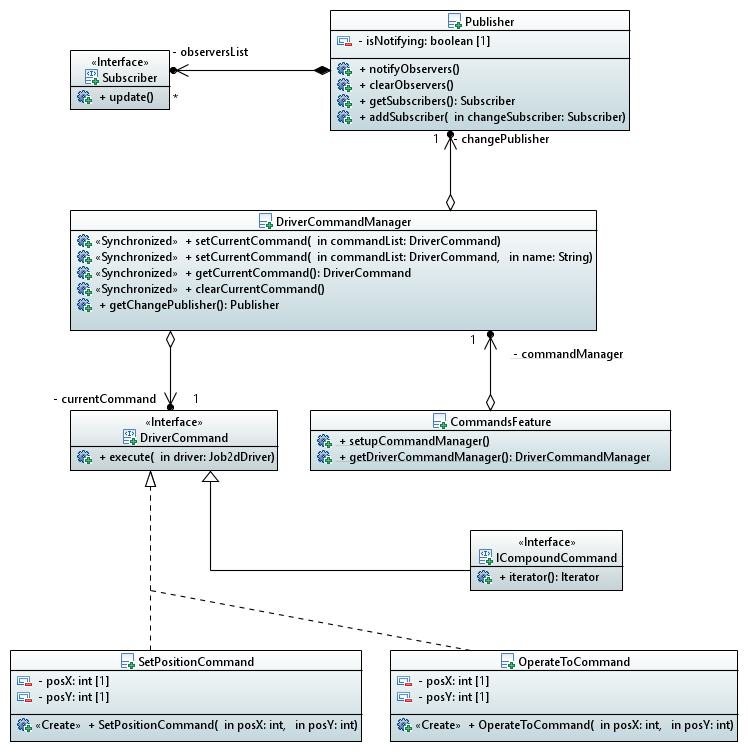 Publisher
- isNotifying: boolean [1]
+ notifyObservers()
+ clearObservers()
+ getSubscribers(): Subscriber
+ addSubscriber( in changeSubscriber: Subscriber)
- observersList
«Interface»
Subscriber
+ update()
*
1
- changePublisher
DriverCommandManager
«Synchronized» + setCurrentCommand( in commandList: DriverCommand)
«Synchronized» + setCurrentCommand( in commandList: DriverCommand, in name: String)
«Synchronized» + getCurrentCommand(): DriverCommand
«Synchronized» + clearCurrentCommand()
+ getChangePublisher(): Publisher
1
- commandManager
- currentCommand
1
«Interface»
DriverCommand
+ execute( in driver: Job2dDriver)
CommandsFeature
+ setupCommandManager()
+ getDriverCommandManager(): DriverCommandManager
«Interface»
ICompoundCommand
+ iterator(): Iterator
SetPositionCommand
- posX: int [1]
- posY: int [1]
«Create» + SetPositionCommand( in posX: int, in posY: int)
OperateToCommand
- posX: int [1]
- posY: int [1]
«Create» + OperateToCommand( in posX: int, in posY: int)